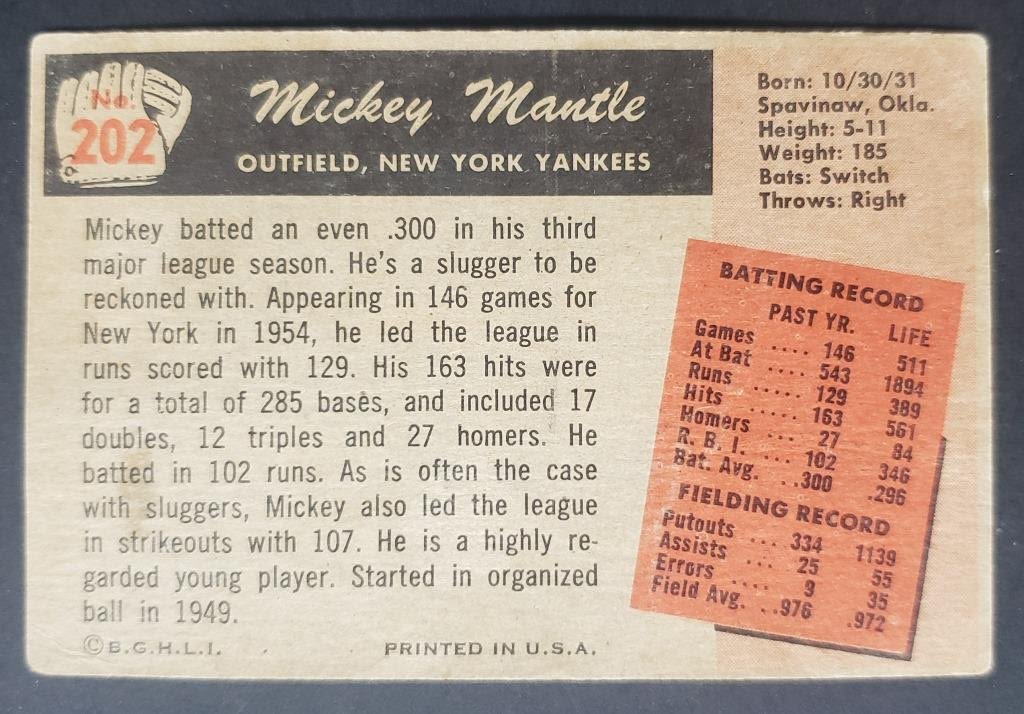 No.
202
Mickey Mantle
OUTFIELD, NEW YORK YANKEES
Born: 10/30/31
Spavinaw, Okla.
Height: 5-11
Weight: 185
Bats: Switch
Throws: Right
Mickey batted an even .300 in his third
major league season. He's a slugger to be
reckoned with. Appearing in 146 games for
New York in 1954, he led the league in
runs scored with 129. His 163 hits were
for a total of 285 bases, and included 17
doubles, 12 triples and 27 homers. He
batted in 102 runs. As is often the case
with sluggers, Mickey also led the league
in strikeouts with 107. He is a highly re-
garded young player. Started in organized
ball in 1949.
BATTING RECORD
PAST YR. LIFE
Games .... 146 511
At Bat .... 543 1894
Runs ..... 129 389
Hits ..... 163 561
Homers ... 27 84
R. B. I. ... 102 346
Bat. Avg. ..300 .296
FIELDING RECORD
Putouts ... 334 1139
Assists ... 25 55
Errors .... 9 35
Field Avg. ..976 .972
©B.G.H.L.I. PRINTED IN U.S.A.